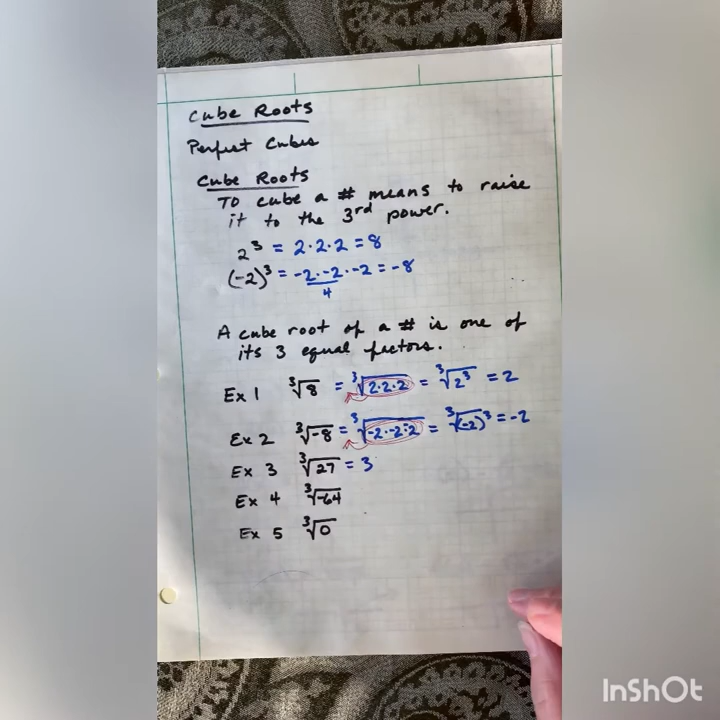 Cube Roots
Perfect Cubes
Cube Roots
To cube a # means to raise
it to the 3rd power.
2³ = 2·2·2 = 8
(-2)³ = -2·-2·-2 = -8
4
A cube root of a # is one of
its 3 equal factors.
Ex 1 ∛8 = ∛2·2·2 = ∛2³ = 2
Ex 2 ∛-8 = ∛-2·-2·-2 = ∛(-2)³ = -2
Ex 3 ∛27 = 3
Ex 4 ∛-64
Ex 5 ∛0
InShOt